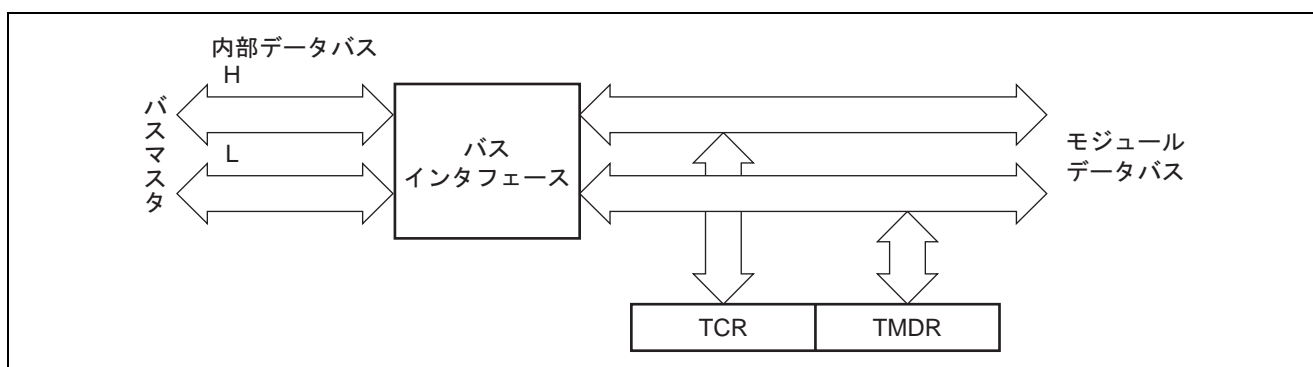 内部データバス
H
L
バスマスタ
バス
インタフェース
モジュール
データバス
TCR
TMDR